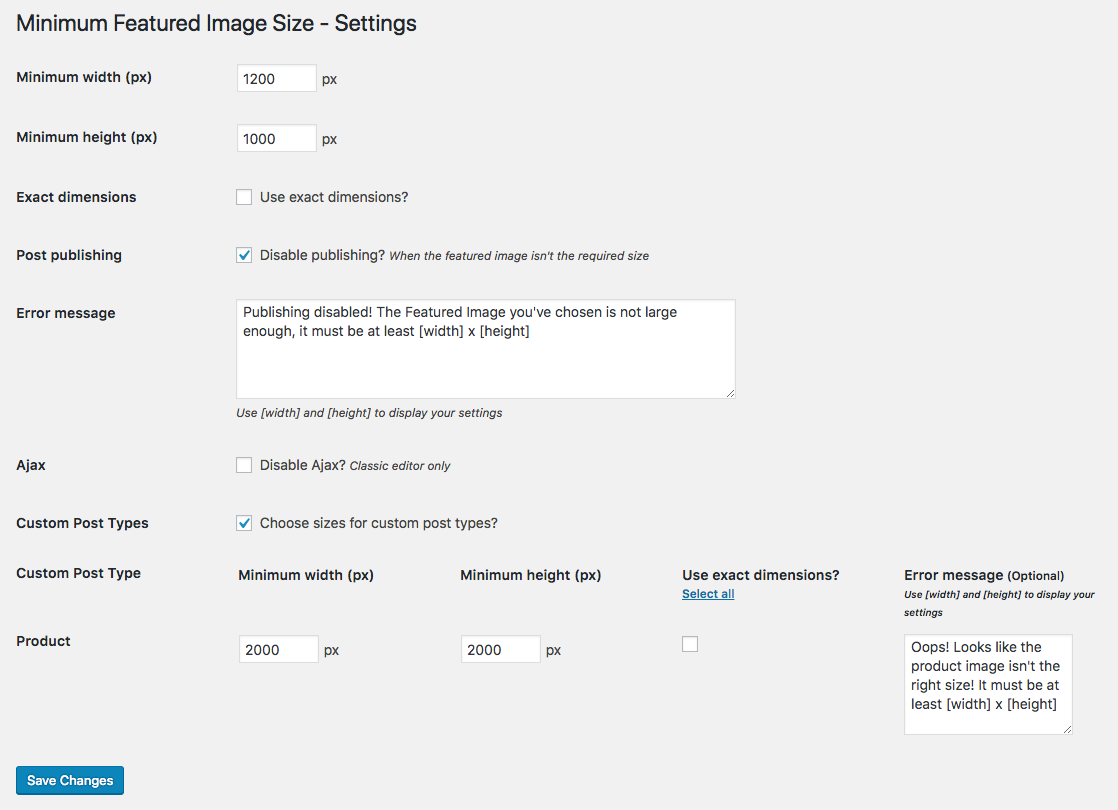 Minimum Featured Image Size - Settings
Minimum width (px)
1200 px
Minimum height (px)
1000 px
Exact dimensions
Use exact dimensions?
Post publishing
Disable publishing? When the featured image isn't the required size
Error message
Publishing disabled! The Featured Image you've chosen is not large
enough, it must be at least [width] x [height]
Use [width] and [height] to display your settings
Ajax
Disable Ajax? Classic editor only
Custom Post Types
Choose sizes for custom post types?
Custom Post Type
Minimum width (px)
Minimum height (px)
Use exact dimensions?
Select all
Error message (Optional)
Use [width] and [height] to display your
settings
Product
2000 px
2000 px
Oops! Looks like the
product image isn't the
right size! It must be at
least [width] x [height]
Save Changes